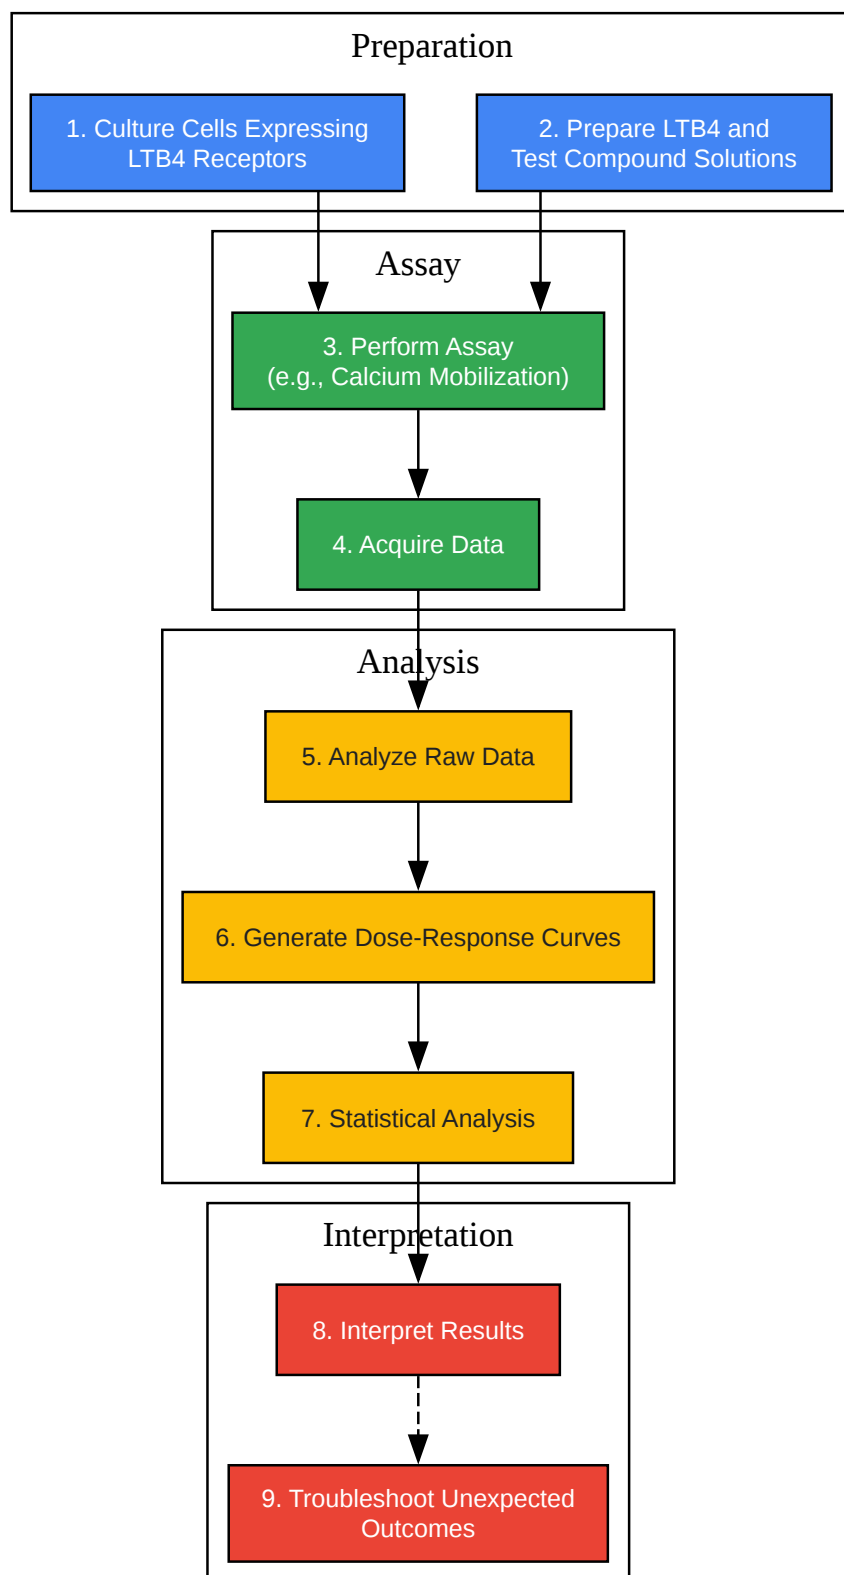 Preparation
1. Culture Cells Expressing
LTB4 Receptors
2. Prepare LTB4 and
Test Compound Solutions
Assay
3. Perform Assay
(e.g., Calcium Mobilization)
4. Acquire Data
Analysis
5. Analyze Raw Data
6. Generate Dose-Response Curves
7. Statistical Analysis
Interpretation
8. Interpret Results
9. Troubleshoot Unexpected
Outcomes